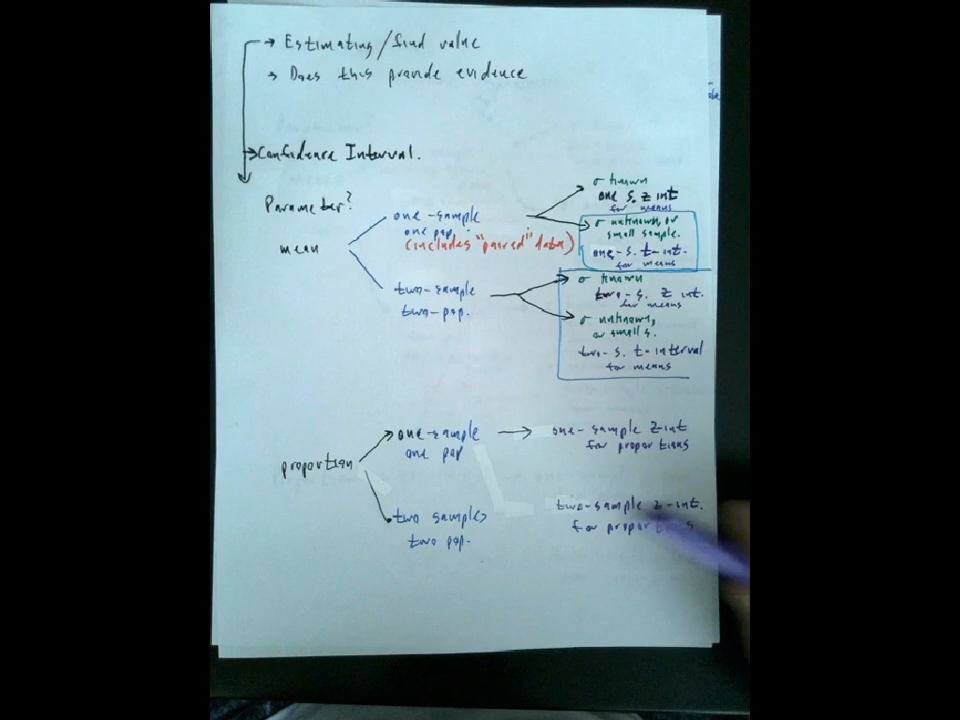 → Estimating/find value
→ Does this provide evidence
→ Confidence Interval.
Parameter?
mean
one-sample
one pop.
(includes "paired" data)
σ known
one s. z int
for means
σ unknown, or
small sample.
one-s. t-int.
for means
two-sample
two-pop.
σ known
two-s. z int.
for means
σ unknown,
or small s.
two-s. t-interval
for means
proportion
one-sample
one pop
one-sample z-int
for proportions
two samples
two pop.
two-sample z-int.
for